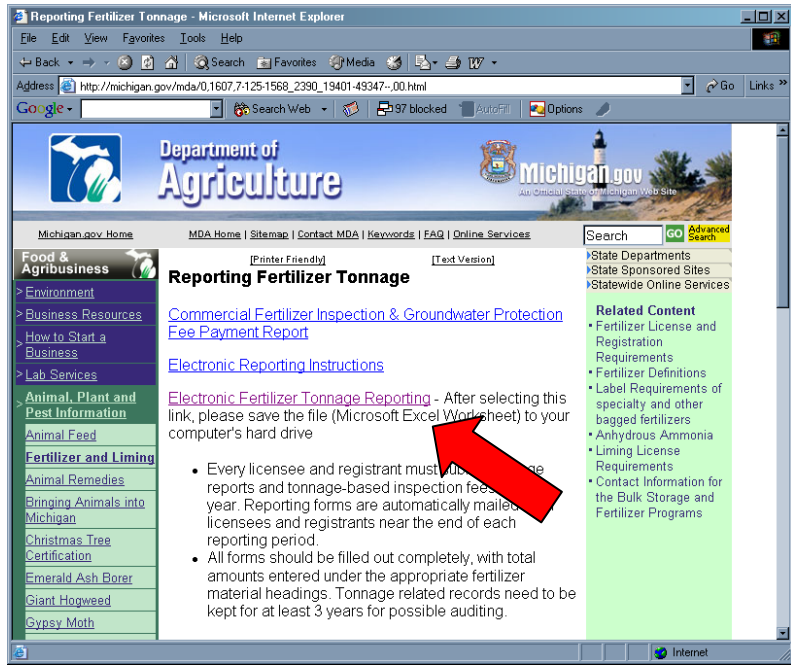 Reporting Fertilizer Tonnage - Microsoft Internet Explorer
File Edit View Favorites Tools Help
Back Search Favorites Media
Address http://michigan.gov/mda/0,1607,7-125-1568_2390_19401-49347--,00.html Go Links »
Google Search Web 97 blocked AutoFill Options
Department of
Agriculture
Michigan.gov
An Official State of Michigan Web Site
Michigan.gov Home MDA Home | Sitemap | Contact MDA | Keywords | FAQ | Online Services
Search GO Advanced Search
Food &
Agribusiness
> Environment
> Business Resources
> How to Start a
Business
> Lab Services
> Animal, Plant and
Pest Information
Animal Feed
Fertilizer and Liming
Animal Remedies
Bringing Animals into
Michigan
Christmas Tree
Certification
Emerald Ash Borer
Giant Hogweed
Gypsy Moth
[Printer Friendly] [Text Version]
Reporting Fertilizer Tonnage
Commercial Fertilizer Inspection & Groundwater Protection
Fee Payment Report
Electronic Reporting Instructions
Electronic Fertilizer Tonnage Reporting - After selecting this
link, please save the file (Microsoft Excel Worksheet) to your
computer's hard drive
• Every licensee and registrant must
reports and tonnage-based inspection fees
year. Reporting forms are automatically mailed
licensees and registrants near the end of each
reporting period.
• All forms should be filled out completely, with total
amounts entered under the appropriate fertilizer
material headings. Tonnage related records need to be
kept for at least 3 years for possible auditing.
State Departments
State Sponsored Sites
Statewide Online Services
Related Content
• Fertilizer License and
Registration
Requirements
• Fertilizer Definitions
• Label Requirements of
specialty and other
bagged fertilizers
• Anhydrous Ammonia
• Liming License
Requirements
• Contact Information for
the Bulk Storage and
Fertilizer Programs
Internet